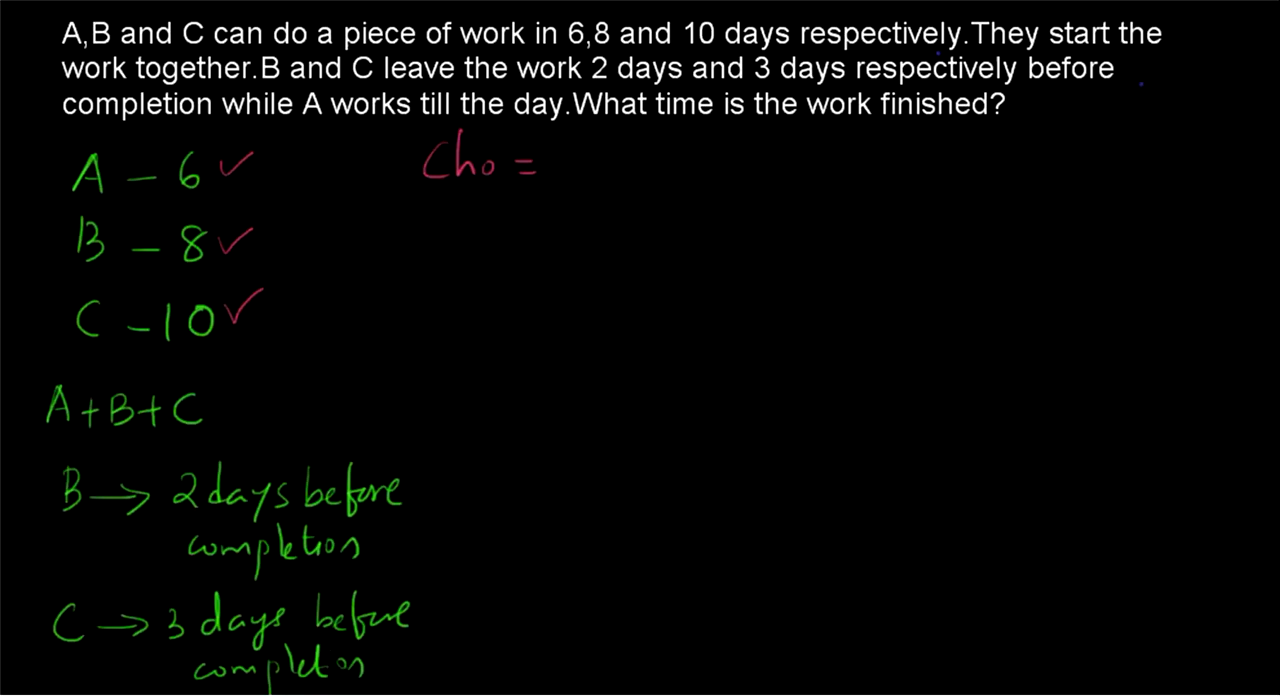 A,B and C can do a piece of work in 6,8 and 10 days respectively.They start the
work together.B and C leave the work 2 days and 3 days respectively before
completion while A works till the day.What time is the work finished?
A - 6 ✓
Cho =
B - 8 ✓
C - 10 ✓
A + B + C
B → 2 days before
completion
C → 3 days before
completon